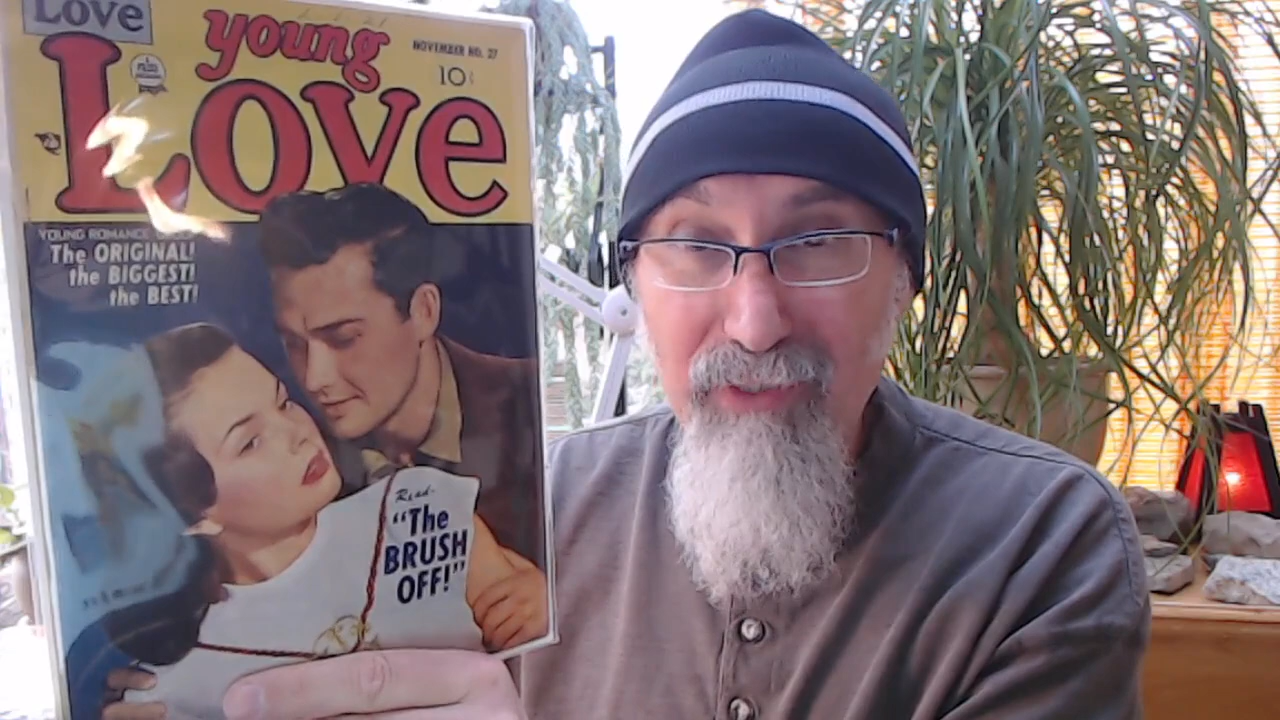 Love
young
NOVEMBER NO. 27
10¢
Love
YOUNG ROMANCE
The ORIGINAL!
the BIGGEST!
the BEST!
Read-
"The
BRUSH
OFF!"